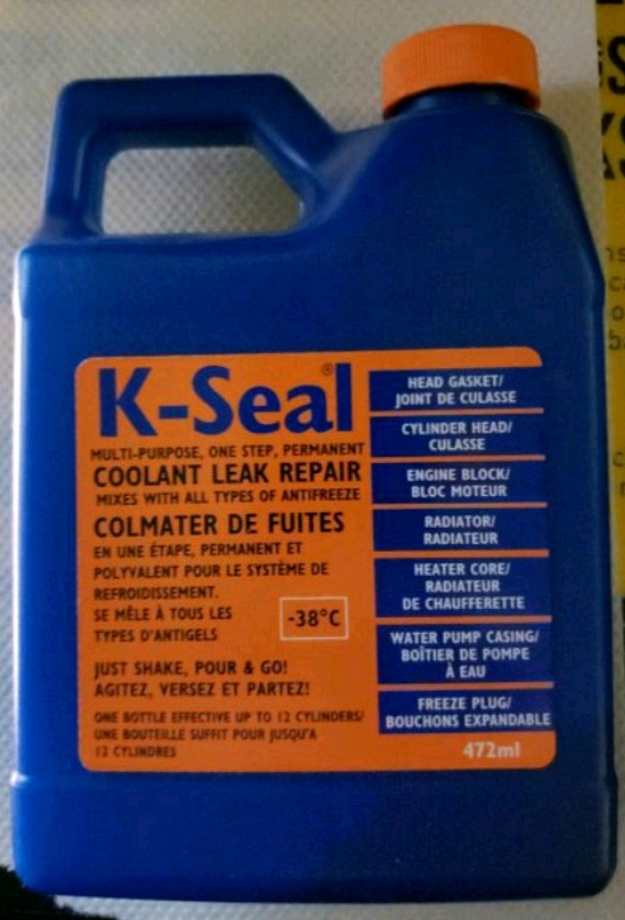 K-Seal®
MULTI-PURPOSE, ONE STEP, PERMANENT
COOLANT LEAK REPAIR
MIXES WITH ALL TYPES OF ANTIFREEZE
COLMATER DE FUITES
EN UNE ÉTAPE, PERMANENT ET
POLYVALENT POUR LE SYSTÈME DE
REFROIDISSEMENT.
SE MÊLE À TOUS LES
TYPES D'ANTIGELS
-38°C
JUST SHAKE, POUR & GO!
AGITEZ, VERSEZ ET PARTEZ!
ONE BOTTLE EFFECTIVE UP TO 12 CYLINDERS/
UNE BOUTEILLE SUFFIT POUR JUSQU'A
12 CYLINDRES
HEAD GASKET/
JOINT DE CULASSE
CYLINDER HEAD/
CULASSE
ENGINE BLOCK/
BLOC MOTEUR
RADIATOR/
RADIATEUR
HEATER CORE/
RADIATEUR
DE CHAUFFERETTE
WATER PUMP CASING/
BOÎTIER DE POMPE
À EAU
FREEZE PLUG/
BOUCHONS EXPANDABLE
472ml